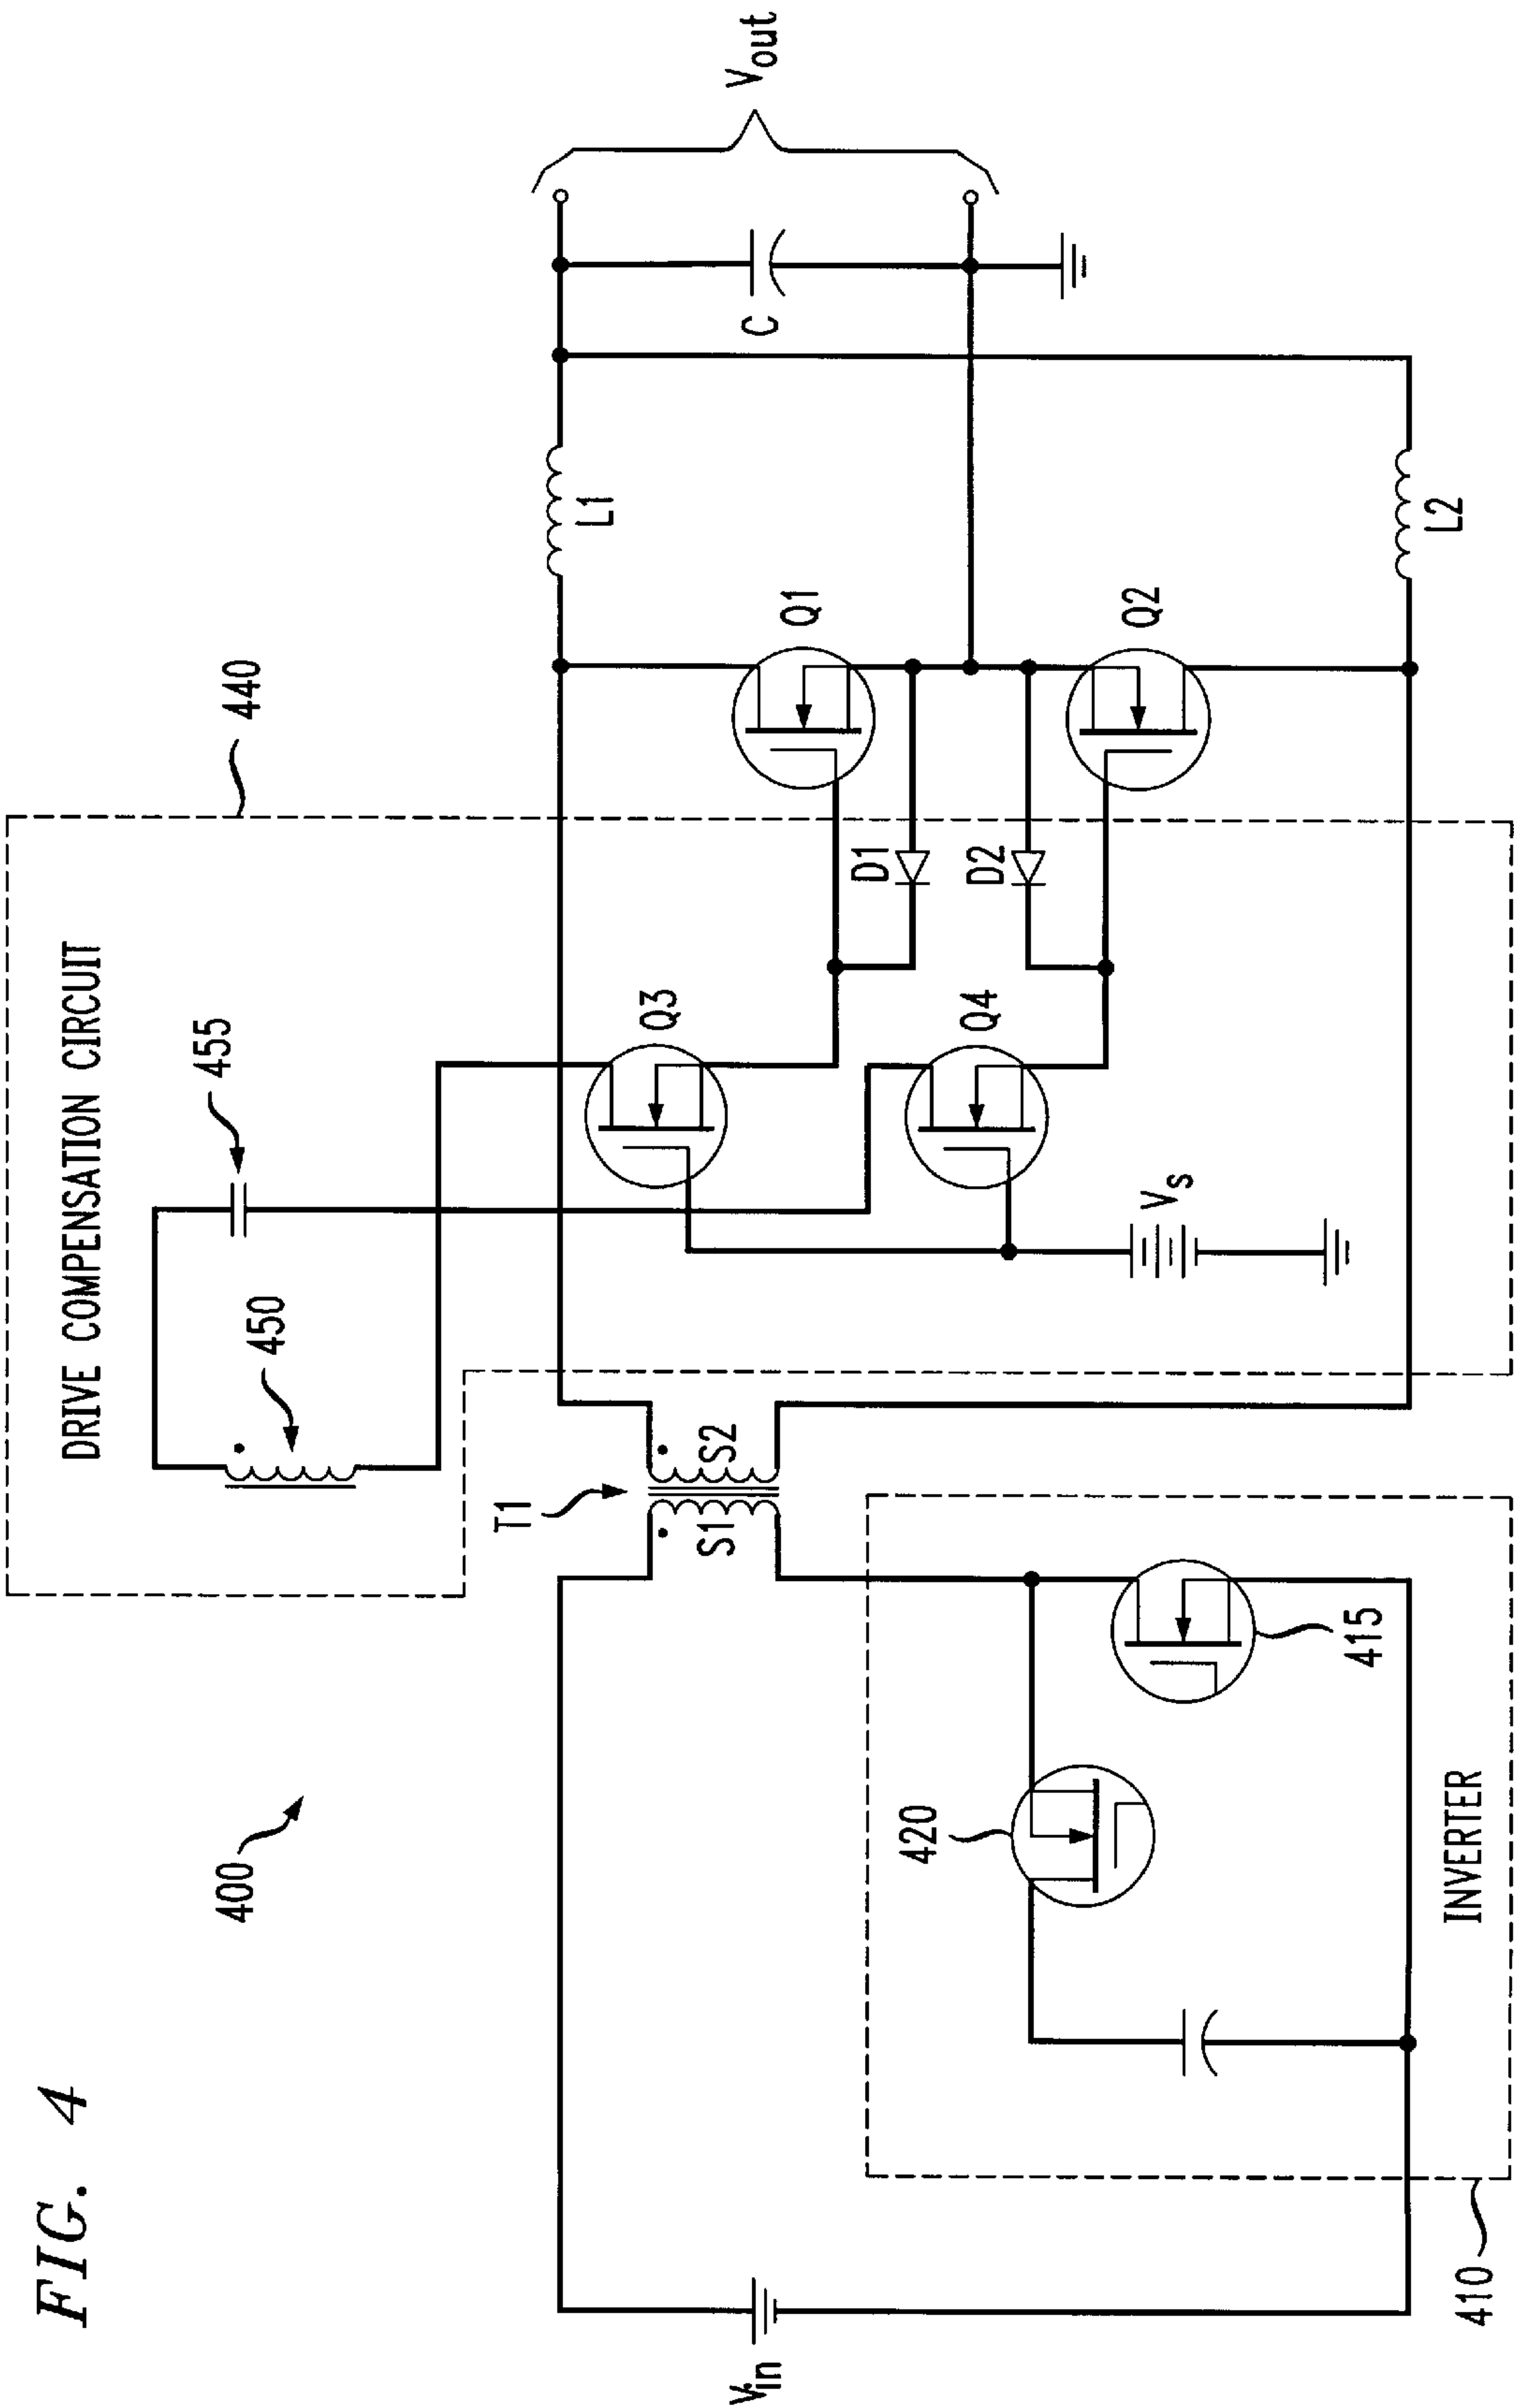 FIG. 4
400
DRIVE COMPENSATION CIRCUIT
440
450
455
T1
S1
S2
Q3
Q4
Vs
D1
D2
Q1
Q2
L1
L2
C
Vout
Vin
420
415
INVERTER
410